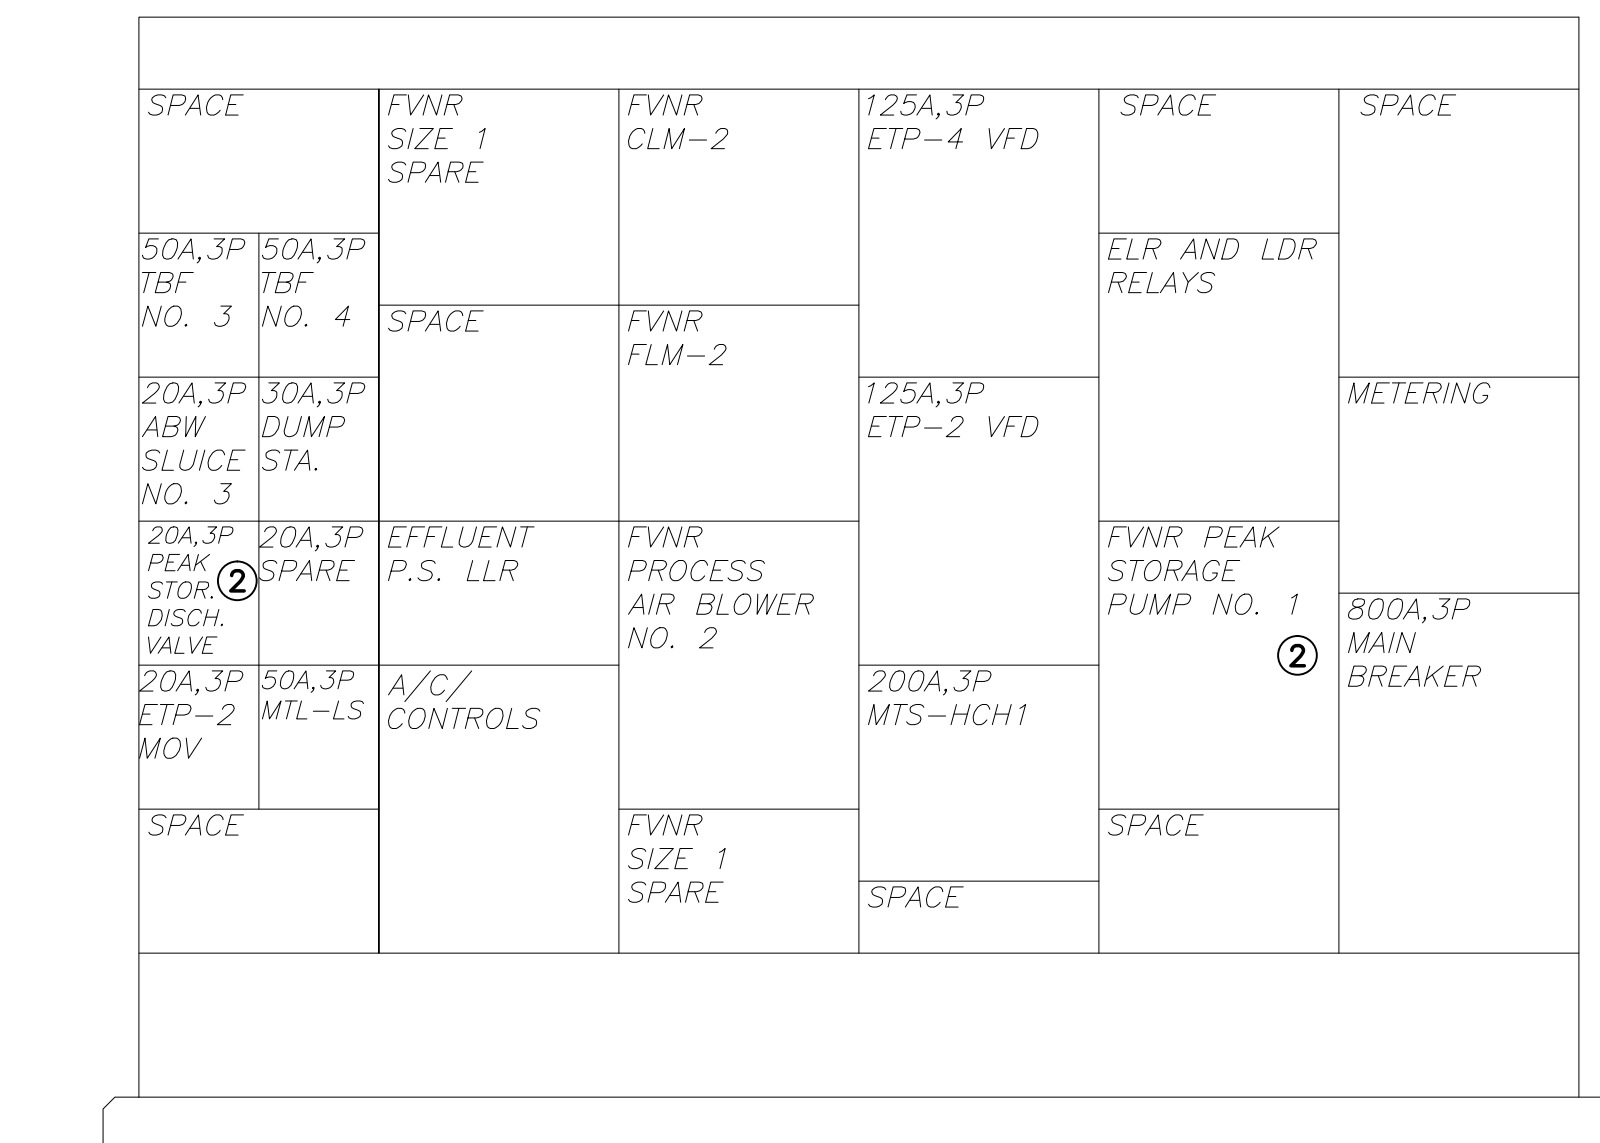 SPACE
50A,3P
TBF
NO. 3
50A,3P
TBF
NO. 4
20A,3P
ABW
SLUICE
NO. 3
30A,3P
DUMP
STA.
20A,3P
PEAK
STOR.
DISCH.
VALVE
2
20A,3P
SPARE
20A,3P
ETP-2
MOV
50A,3P
MTL-LS
SPACE
FVNR
SIZE 1
SPARE
SPACE
EFFLUENT
P.S. LLR
A/C/
CONTROLS
FVNR
CLM-2
FVNR
FLM-2
FVNR
PROCESS
AIR BLOWER
NO. 2
FVNR
SIZE 1
SPARE
125A,3P
ETP-4 VFD
125A,3P
ETP-2 VFD
200A,3P
MTS-HCH1
SPACE
SPACE
ELR AND LDR
RELAYS
FVNR PEAK
STORAGE
PUMP NO. 1
2
SPACE
SPACE
METERING
800A,3P
MAIN
BREAKER